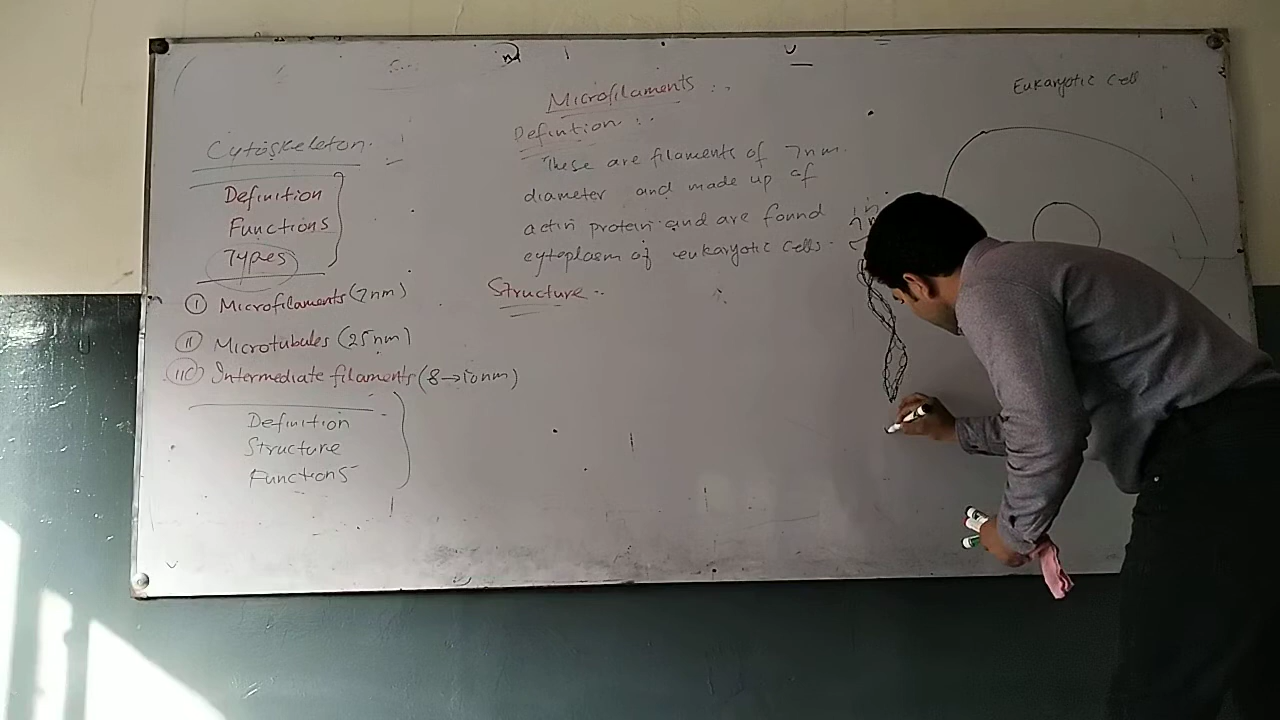 Cytoskeleton.
Definition
Functions
Types
(I) Microfilaments (7nm)
(II) Microtubules (25nm)
(III) Intermediate filaments (8→10nm)
Definition
Structure
Functions
Microfilaments :.
Defintion :.
These are filaments of 7nm.
diameter and made up of
actin protein and are found
cytoplasm of eukaryotic cells.
Structure :.
Eukaryotic Cell